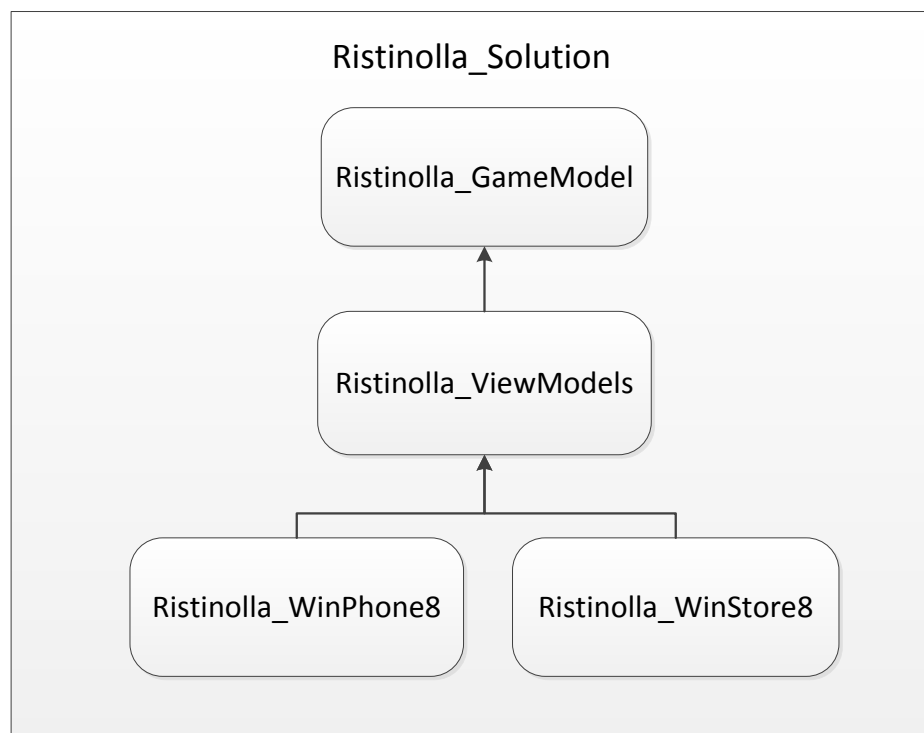 Ristinolla_Solution
Ristinolla_GameModel
Ristinolla_ViewModels
Ristinolla_WinPhone8
Ristinolla_WinStore8